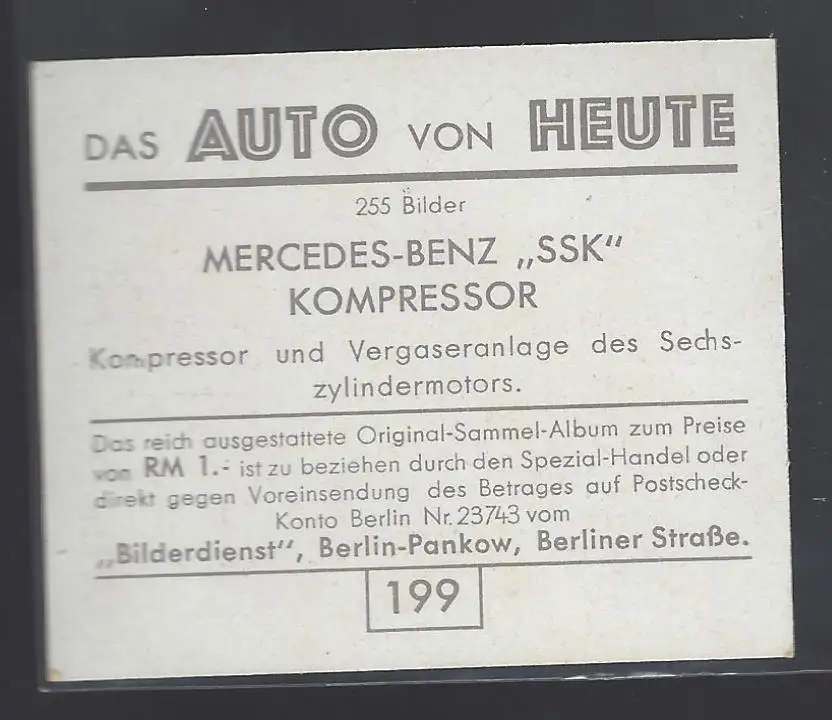 DAS AUTO VON HEUTE
255 Bilder
MERCEDES-BENZ „SSK"
KOMPRESSOR
Kompressor und Vergaseranlage des Sechs-
zylindermotors.
Das reich ausgestattete Original-Sammel-Album zum Preise
von RM 1.- ist zu beziehen durch den Spezial-Handel oder
direkt gegen Voreinsendung des Betrages auf Postscheck-
Konto Berlin Nr. 23743 vom
„Bilderdienst", Berlin-Pankow, Berliner Straße.
199